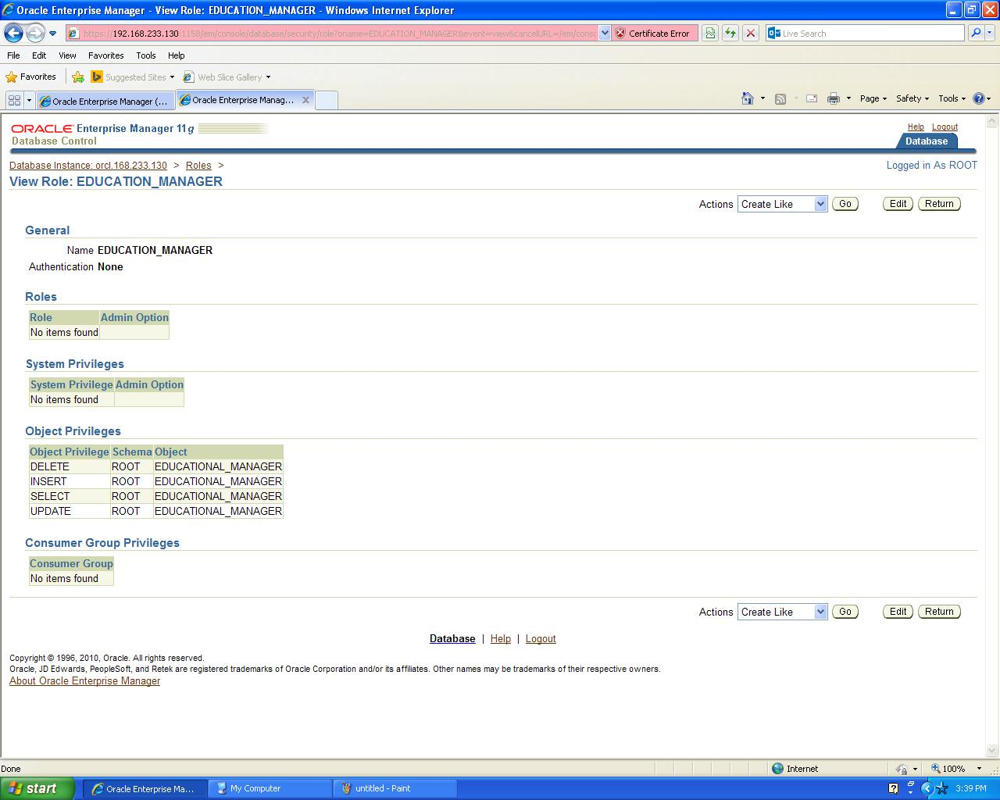 Oracle Enterprise Manager - View Role: EDUCATION_MANAGER - Windows Internet Explorer
https://192.168.233.130:1158/em/console/database/security/role?oname=EDUCATION_MANAGER&event=view&cancelURL=/em/consc
Certificate Error
Live Search
File Edit View Favorites Tools Help
Favorites Suggested Sites Web Slice Gallery
Oracle Enterprise Manager (... Oracle Enterprise Manag... Page Safety Tools
ORACLE Enterprise Manager 11g
Database Control
Help Logout
Database
Database Instance: orcl.168.233.130 > Roles >
Logged in As ROOT
View Role: EDUCATION_MANAGER
Actions Create Like Go Edit Return
General
Name EDUCATION_MANAGER
Authentication None
Roles
Role Admin Option
No items found
System Privileges
System Privilege Admin Option
No items found
Object Privileges
Object Privilege Schema Object
DELETE ROOT EDUCATIONAL_MANAGER
INSERT ROOT EDUCATIONAL_MANAGER
SELECT ROOT EDUCATIONAL_MANAGER
UPDATE ROOT EDUCATIONAL_MANAGER
Consumer Group Privileges
Consumer Group
No items found
Actions Create Like Go Edit Return
Database | Help | Logout
Copyright © 1996, 2010, Oracle. All rights reserved.
Oracle, JD Edwards, PeopleSoft, and Retek are registered trademarks of Oracle Corporation and/or its affiliates. Other names may be trademarks of their respective owners.
About Oracle Enterprise Manager
Done Internet 100%
start Oracle Enterprise Ma... My Computer untitled - Paint 3:39 PM